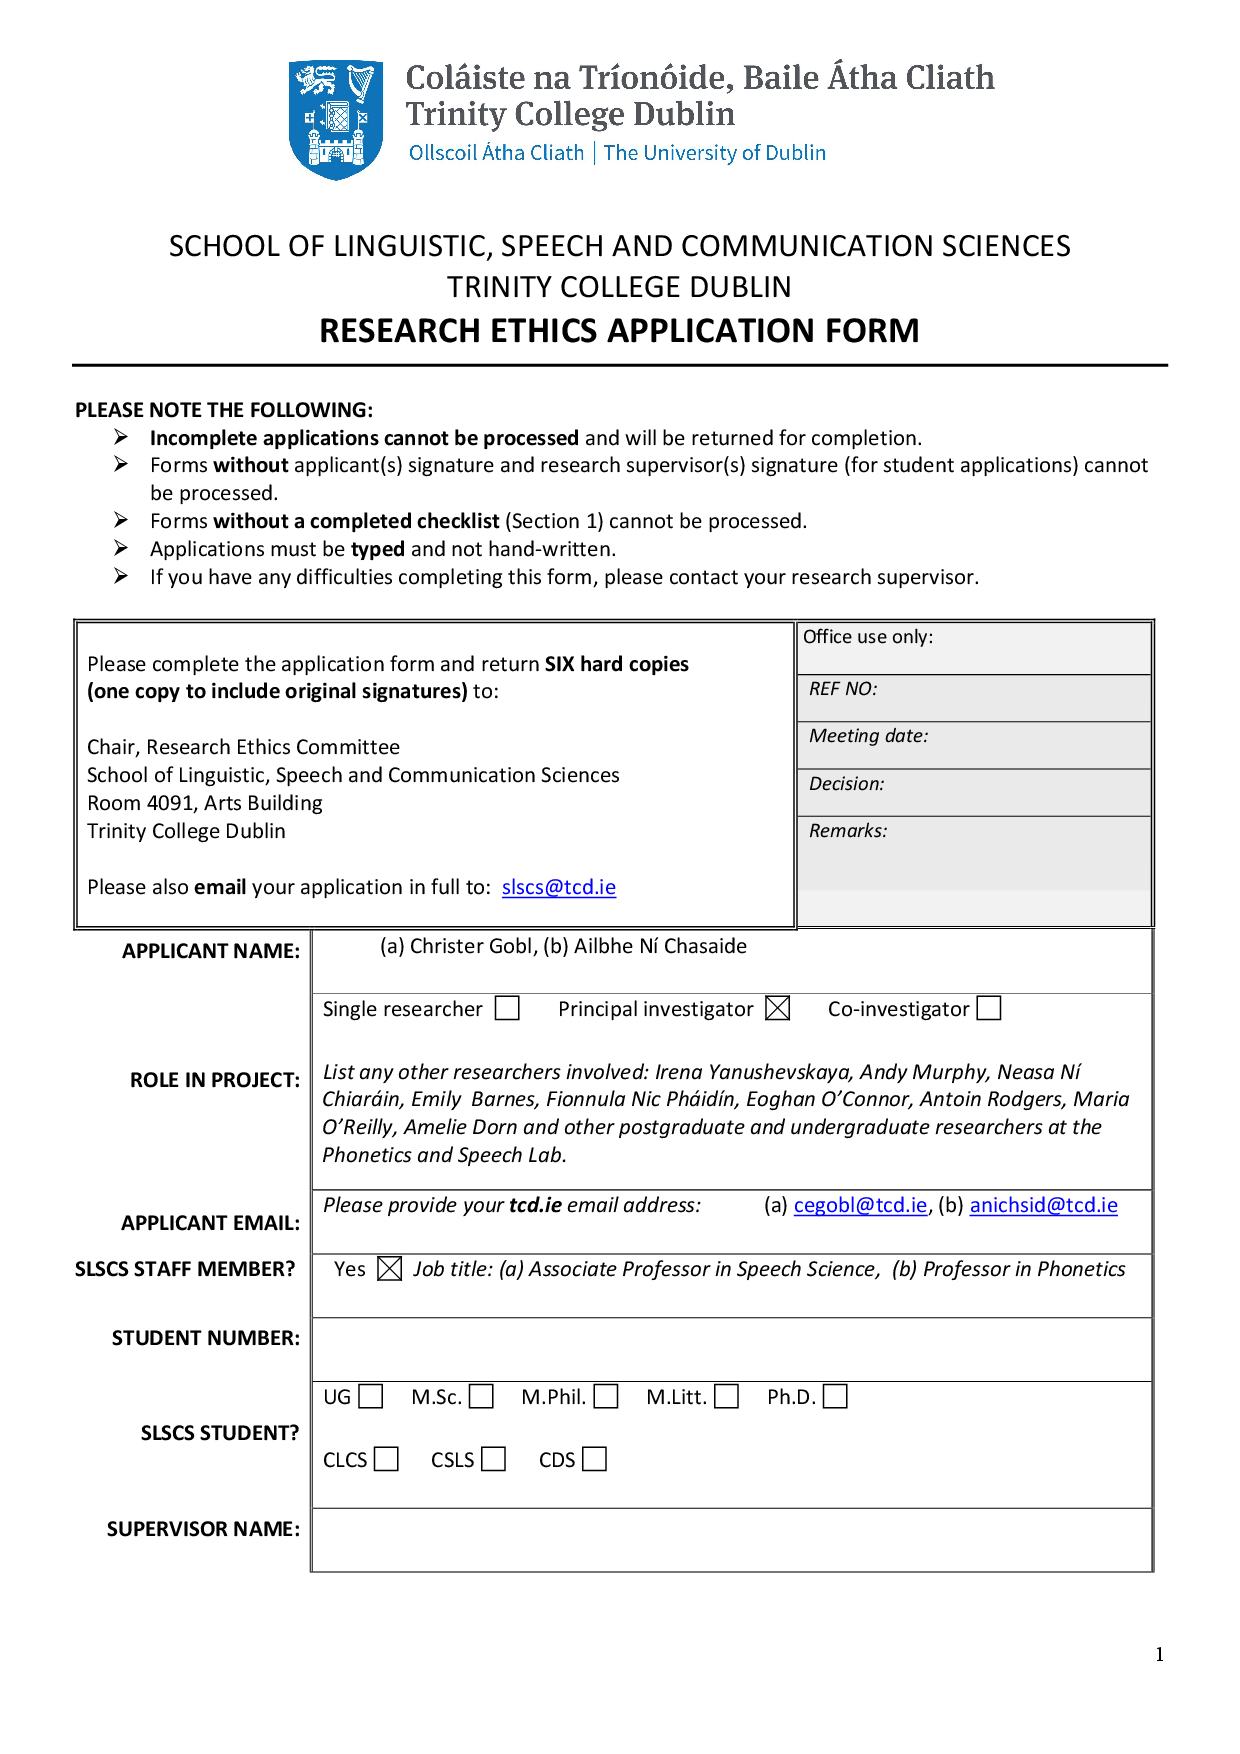 Coláiste na Tríonóide, Baile Átha Cliath
Trinity College Dublin
Ollscoil Átha Cliath | The University of Dublin
SCHOOL OF LINGUISTIC, SPEECH AND COMMUNICATION SCIENCES
TRINITY COLLEGE DUBLIN
RESEARCH ETHICS APPLICATION FORM
PLEASE NOTE THE FOLLOWING:
➢ Incomplete applications cannot be processed and will be returned for completion.
➢ Forms without applicant(s) signature and research supervisor(s) signature (for student applications) cannot
be processed.
➢ Forms without a completed checklist (Section 1) cannot be processed.
➢ Applications must be typed and not hand-written.
➢ If you have any difficulties completing this form, please contact your research supervisor.
Please complete the application form and return SIX hard copies
(one copy to include original signatures) to:
Chair, Research Ethics Committee
School of Linguistic, Speech and Communication Sciences
Room 4091, Arts Building
Trinity College Dublin
Please also email your application in full to: slscs@tcd.ie
Office use only:
REF NO:
Meeting date:
Decision:
Remarks:
APPLICANT NAME: (a) Christer Gobl, (b) Ailbhe Ní Chasaide
Single researcher ☐ Principal investigator ☒ Co-investigator ☐
ROLE IN PROJECT:
List any other researchers involved: Irena Yanushevskaya, Andy Murphy, Neasa Ní
Chiaráin, Emily Barnes, Fionnula Nic Pháidín, Eoghan O’Connor, Antoin Rodgers, Maria
O’Reilly, Amelie Dorn and other postgraduate and undergraduate researchers at the
Phonetics and Speech Lab.
APPLICANT EMAIL: Please provide your tcd.ie email address: (a) cegobl@tcd.ie, (b) anichsid@tcd.ie
SLSCS STAFF MEMBER? Yes ☒ Job title: (a) Associate Professor in Speech Science, (b) Professor in Phonetics
STUDENT NUMBER:
SLSCS STUDENT?
UG ☐ M.Sc. ☐ M.Phil. ☐ M.Litt. ☐ Ph.D. ☐
CLCS ☐ CSLS ☐ CDS ☐
SUPERVISOR NAME:
1